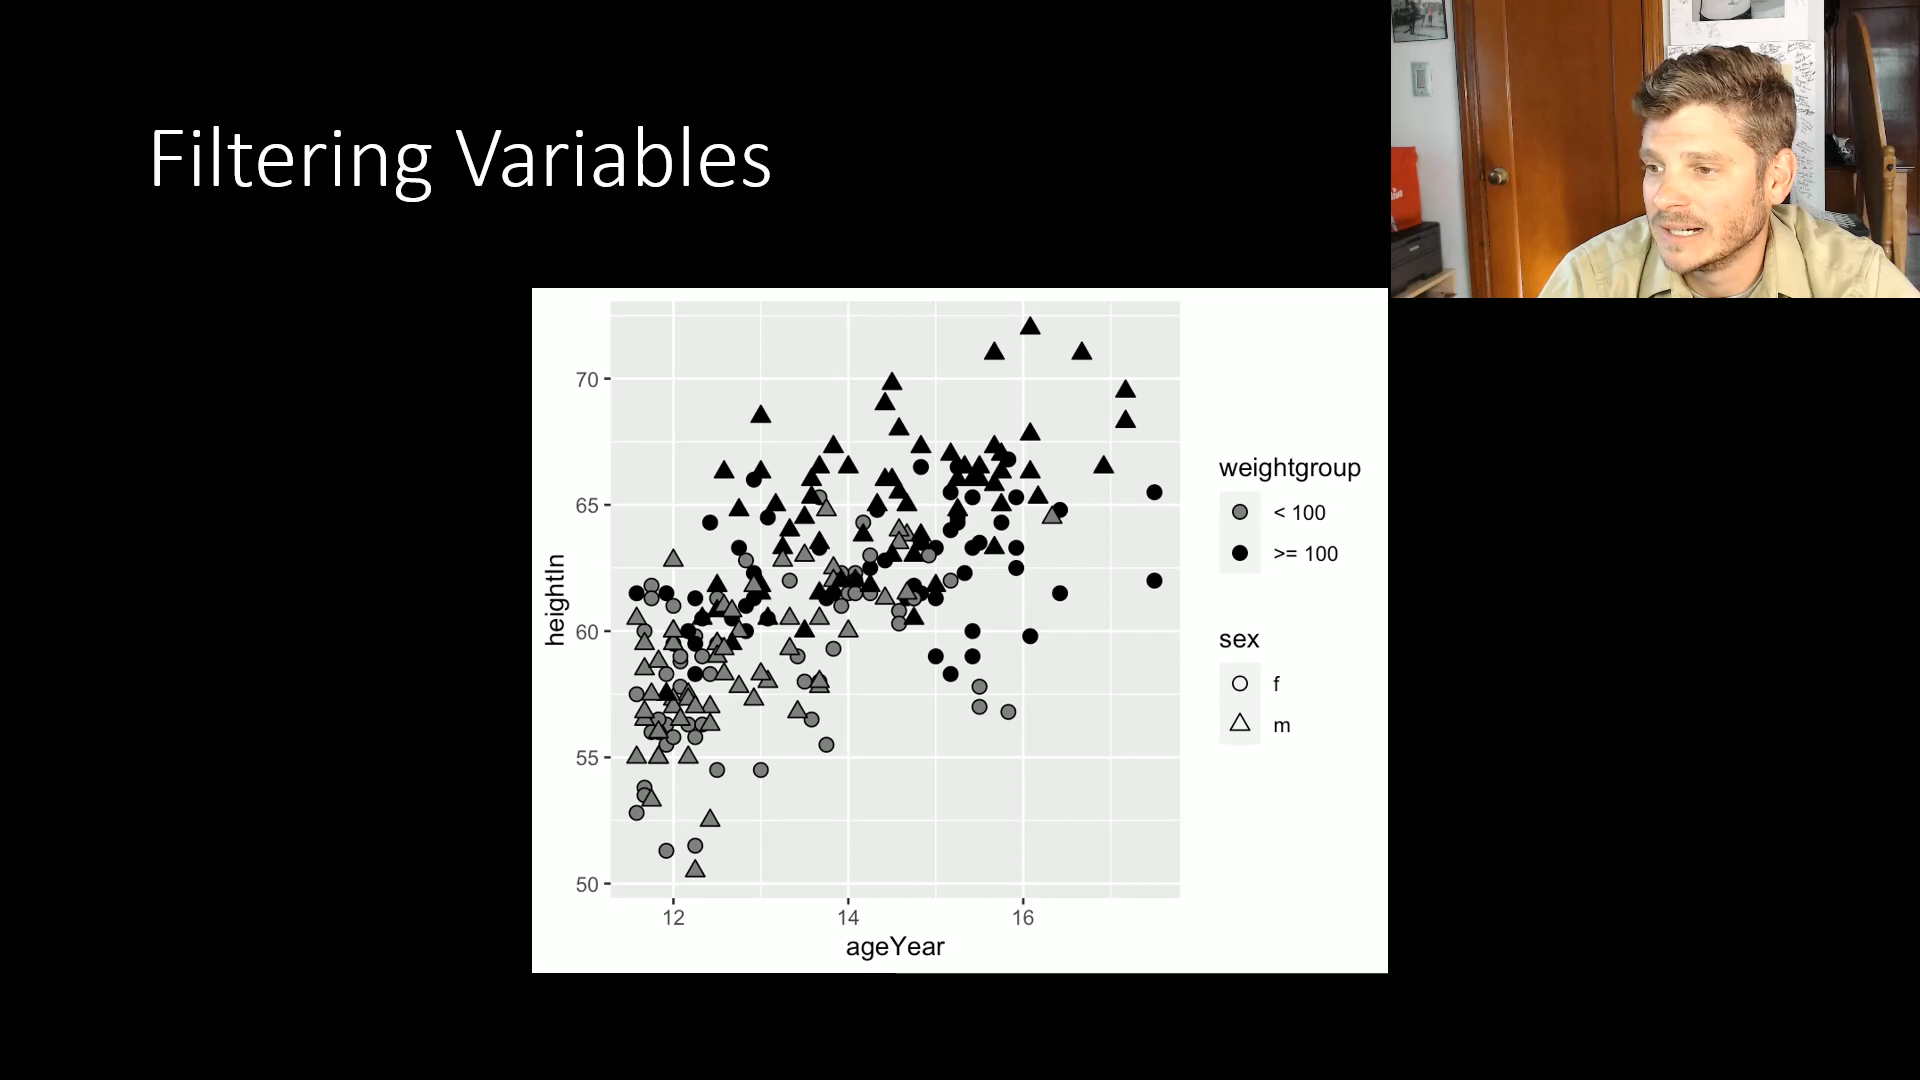 Filtering Variables
70
65
60
55
50
heightIn
12
14
16
ageYear
weightgroup
< 100
>= 100
sex
f
m